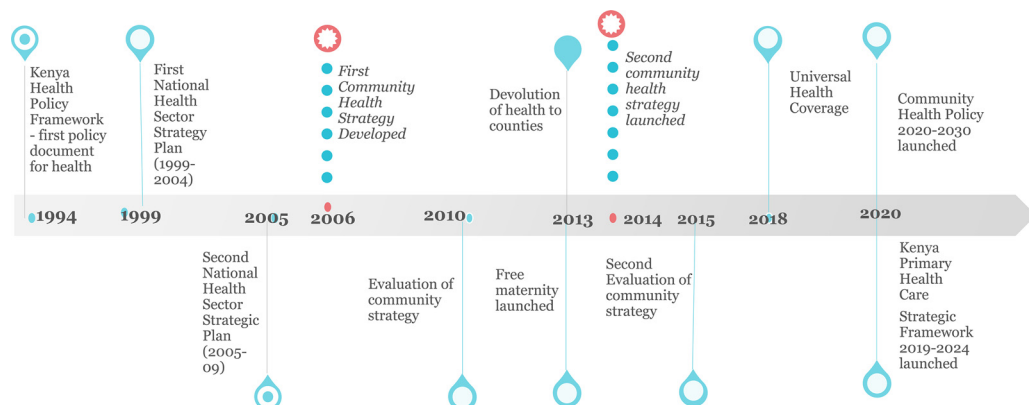 Kenya
Health
Policy
Framework
- first policy
document
for health
First
National
Health
Sector
Strategy
Plan
(1999-
2004)
First
Community
Health
Strategy
Developed
Devolution
of health to
counties
Second
community
health
strategy
launched
Universal
Health
Coverage
Community
Health Policy
2020-2030
launched
1994
1999
2005
2006
2010
2013
2014
2015
2018
2020
Second
National
Health
Sector
Strategic
Plan
(2005-
09)
Evaluation of
community
strategy
Free
maternity
launched
Second
Evaluation of
community
strategy
Kenya
Primary
Health
Care
Strategic
Framework
2019-2024
launched